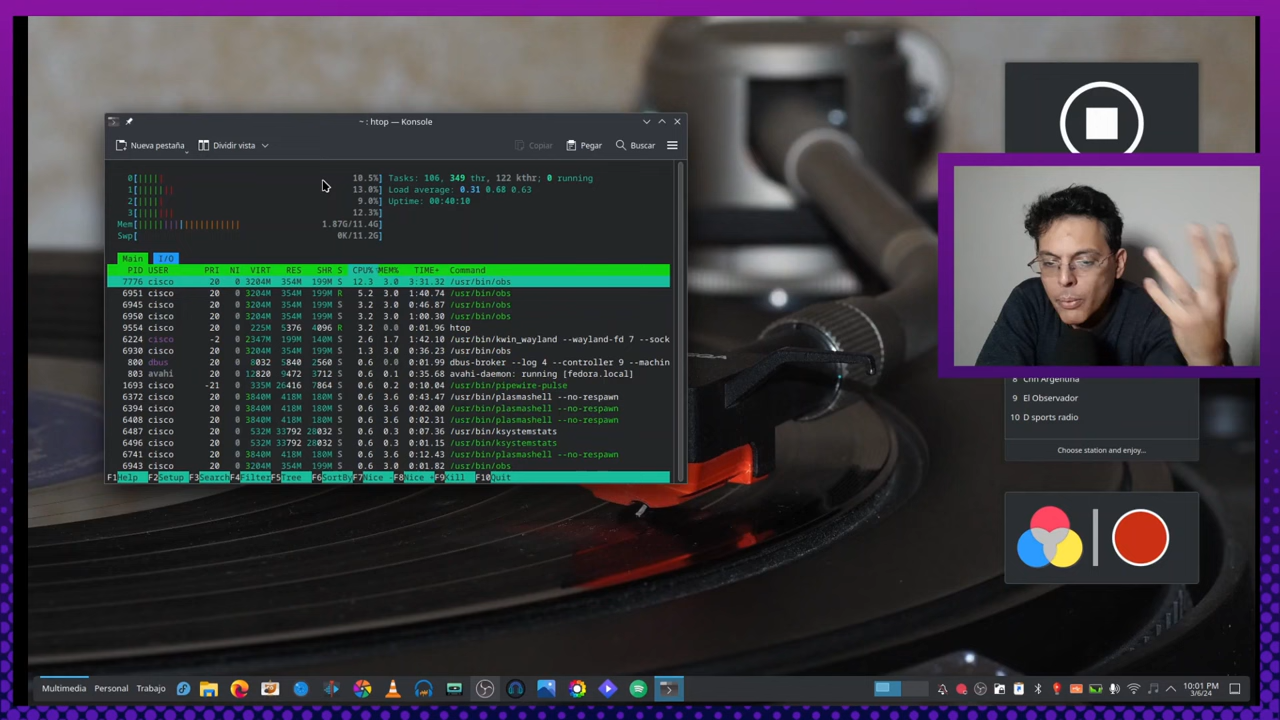 ~ : htop — Konsole
Nueva pestaña Dividir vista Copiar Pegar Buscar
0[||||| 10.5%] Tasks: 106, 349 thr, 122 kthr; 0 running
1[||||||| 13.0%] Load average: 0.31 0.68 0.63
2[||||| 9.0%] Uptime: 00:40:10
3[||||||| 12.3%]
Mem[|||||||||||||||||||| 1.87G/11.4G]
Swp[ 0K/11.2G]
Main I/O
PID USER PRI NI VIRT RES SHR S CPU% MEM% TIME+ Command
7776 cisco 20 0 3204M 354M 199M S 12.3 3.0 3:31.32 /usr/bin/obs
6951 cisco 20 0 3204M 354M 199M R 5.2 3.0 1:40.74 /usr/bin/obs
6945 cisco 20 0 3204M 354M 199M S 3.2 3.0 0:46.87 /usr/bin/obs
6950 cisco 20 0 3204M 354M 199M S 3.2 3.0 1:00.30 /usr/bin/obs
9554 cisco 20 0 225M 5376 4096 R 3.2 0.0 0:01.96 htop
6224 cisco -2 0 2347M 199M 140M S 2.6 1.7 1:42.10 /usr/bin/kwin_wayland --wayland-fd 7 --sock
6930 cisco 20 0 3204M 354M 199M S 1.3 3.0 0:36.23 /usr/bin/obs
800 dbus 20 0 8032 5840 2560 S 0.6 0.0 0:01.99 dbus-broker --log 4 --controller 9 --machin
803 avahi 20 0 12820 9472 3712 S 0.6 0.1 0:35.68 avahi-daemon: running [fedora.local]
1693 cisco -21 0 335M 26416 7864 S 0.6 0.2 0:10.04 /usr/bin/pipewire-pulse
6372 cisco 20 0 3840M 418M 180M S 0.6 3.6 0:43.47 /usr/bin/plasmashell --no-respawn
6394 cisco 20 0 3840M 418M 180M S 0.6 3.6 0:02.00 /usr/bin/plasmashell --no-respawn
6408 cisco 20 0 3840M 418M 180M S 0.6 3.6 0:02.31 /usr/bin/plasmashell --no-respawn
6487 cisco 20 0 532M 33792 28032 S 0.6 0.3 0:07.36 /usr/bin/ksystemstats
6496 cisco 20 0 532M 33792 28032 S 0.6 0.3 0:01.15 /usr/bin/ksystemstats
6741 cisco 20 0 3840M 418M 180M S 0.6 3.6 0:12.43 /usr/bin/plasmashell --no-respawn
6943 cisco 20 0 3204M 354M 199M S 0.6 3.0 0:01.82 /usr/bin/obs
F1Help F2Setup F3Search F4Filter F5Tree F6SortBy F7Nice - F8Nice + F9Kill F10Quit
8 Cnn Argentina
9 El Observador
10 D sports radio
Choose station and enjoy...
Multimedia Personal Trabajo
10:01 PM
3/6/24